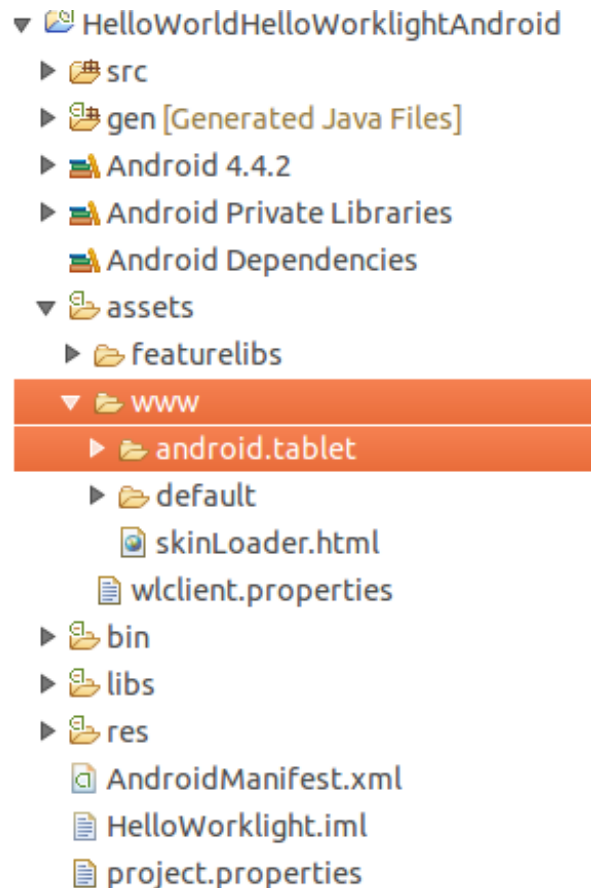 HelloWorldHelloWorklightAndroid
src
gen [Generated Java Files]
Android 4.4.2
Android Private Libraries
Android Dependencies
assets
featurelibs
www
android.tablet
default
skinLoader.html
wlclient.properties
bin
libs
res
AndroidManifest.xml
HelloWorklight.iml
project.properties